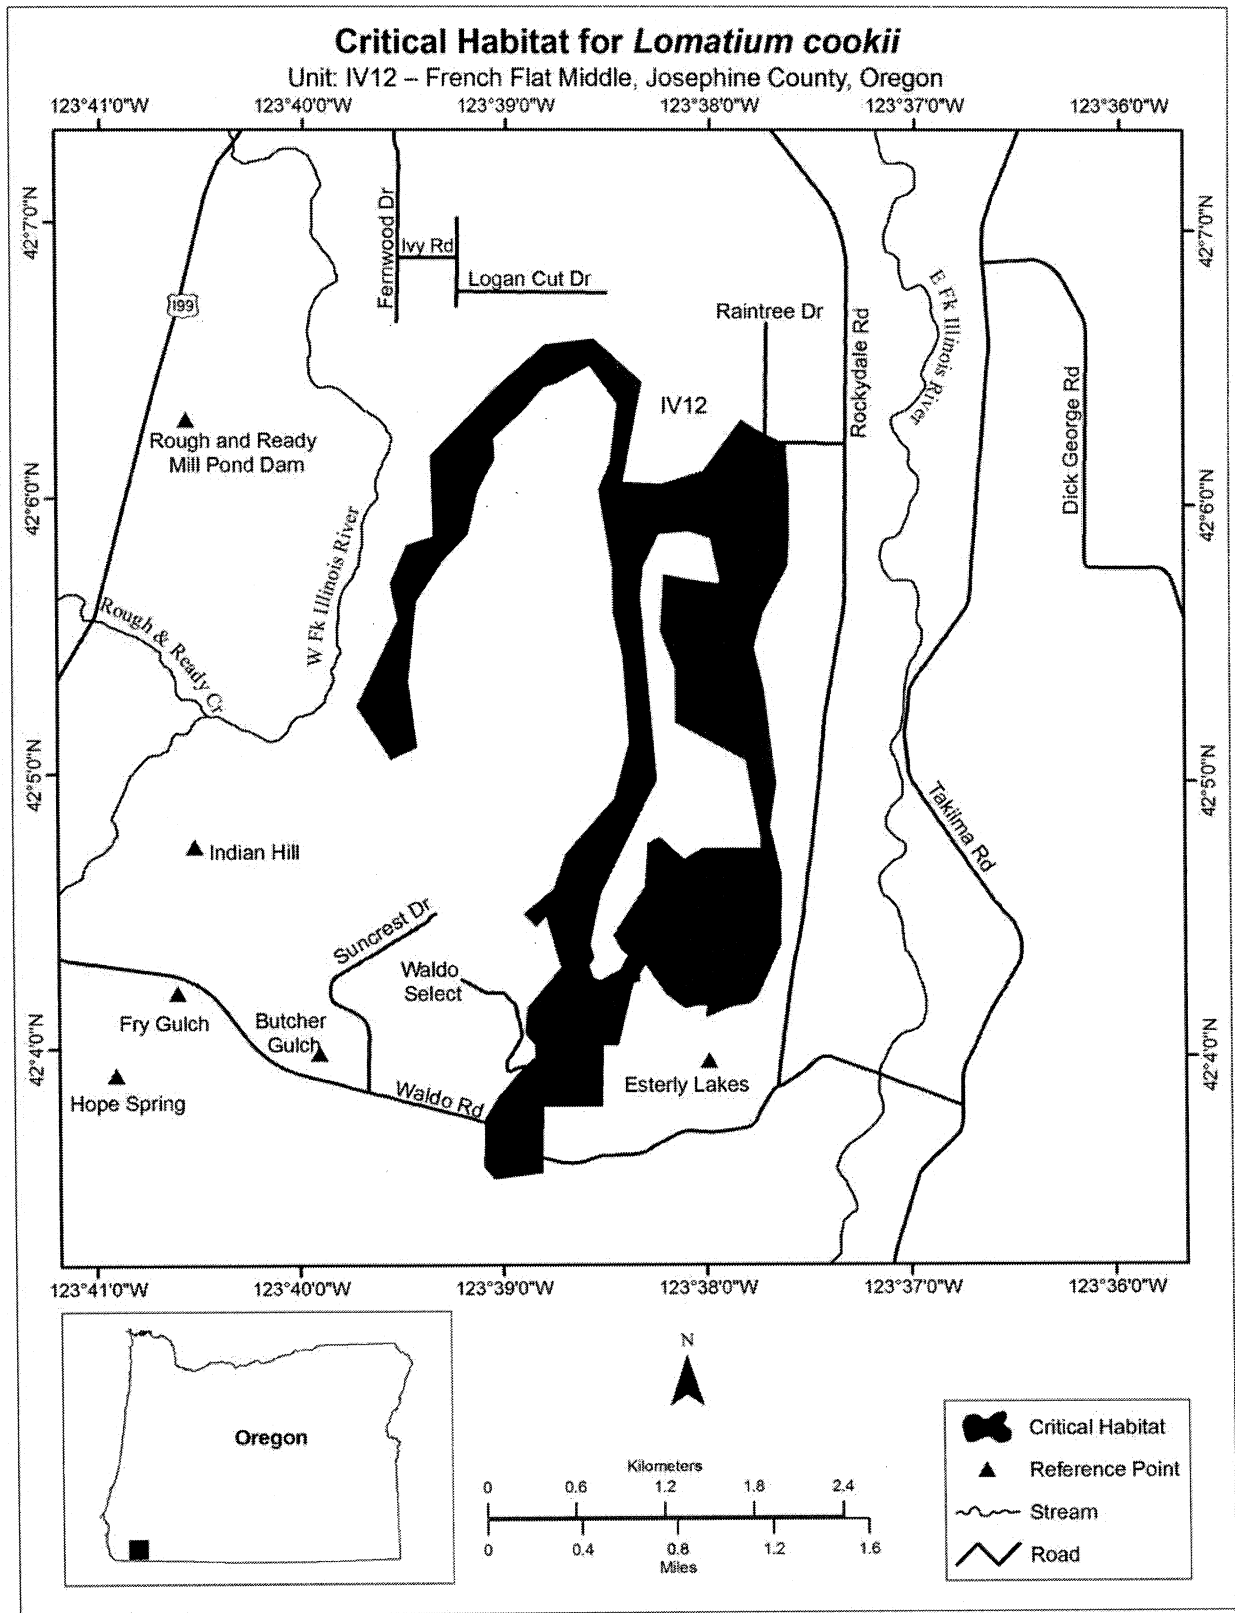 Critical Habitat for Lomatium cookii
Unit: IV12 – French Flat Middle, Josephine County, Oregon
123°41'0"W
123°40'0"W
123°39'0"W
123°38'0"W
123°37'0"W
123°36'0"W
42°7'0"N
42°7'0"N
Fernwood Dr
Ivy Rd
Logan Cut Dr
E Fk Illinois River
199
Raintree Dr
Rockydale Rd
IV12
Dick George Rd
Rough and Ready
Mill Pond Dam
42°6'0"N
42°6'0"N
W Fk Illinois River
Rough & Ready Cr
42°5'0"N
42°5'0"N
Takilma Rd
Indian Hill
Suncrest Dr
Waldo
Select
Fry Gulch
Butcher
Gulch
42°4'0"N
42°4'0"N
Esterly Lakes
Hope Spring
Waldo Rd
123°41'0"W
123°40'0"W
123°39'0"W
123°38'0"W
123°37'0"W
123°36'0"W
Oregon
N
Kilometers
0 0.6 1.2 1.8 2.4
0 0.4 0.8 1.2 1.6
Miles
Critical Habitat
Reference Point
Stream
Road